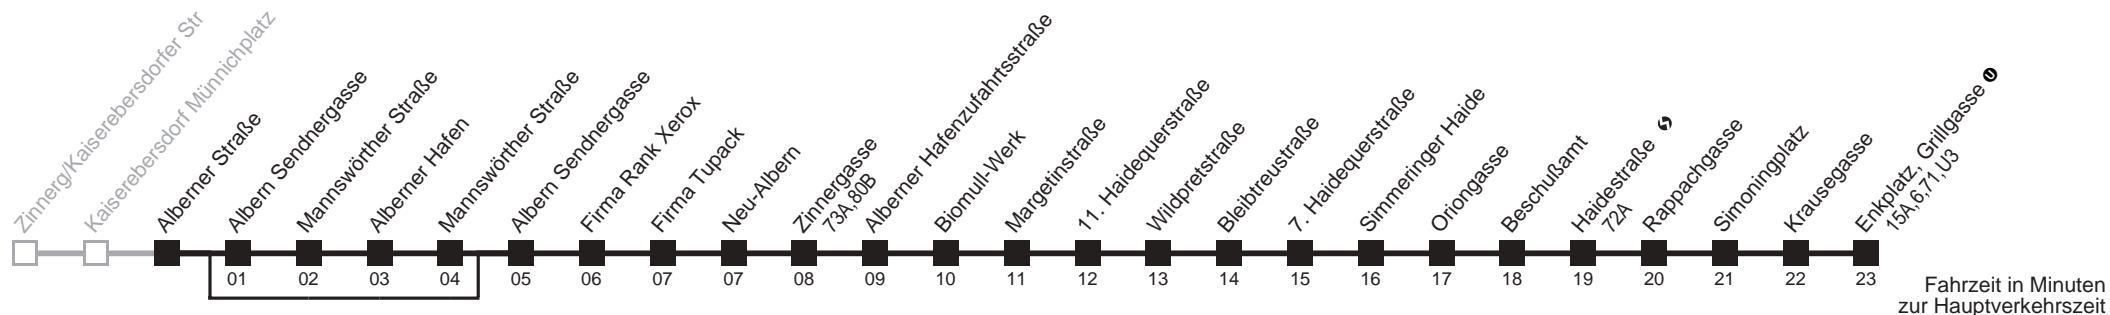 Zinnerg/Kaiserebersdorfer Str
Kaiserebersdorf Münnichplatz
Alberner Straße
Albern Sendnergasse
Mannswörther Straße
Alberner Hafen
Mannswörther Straße
Albern Sendnergasse
Firma Rank Xerox
Firma Tupack
Neu-Albern
Zinnergasse
73A,80B
Alberner Hafenzufahrtsstraße
Biomull-Werk
Margetinstraße
11. Haidequerstraße
Wildpretstraße
Bleibtreustraße
7. Haidequerstraße
Simmeringer Haide
Oriongasse
Beschußamt
Haidestraße S
72A
Rappachgasse
Simoningplatz
Krausegasse
Enkplatz, Grillgasse U
15A,6,71,U3
01 02 03 04 05 06 07 07 08 09 10 11 12 13 14 15 16 17 18 19 20 21 22 23
Fahrzeit in Minuten
zur Hauptverkehrszeit